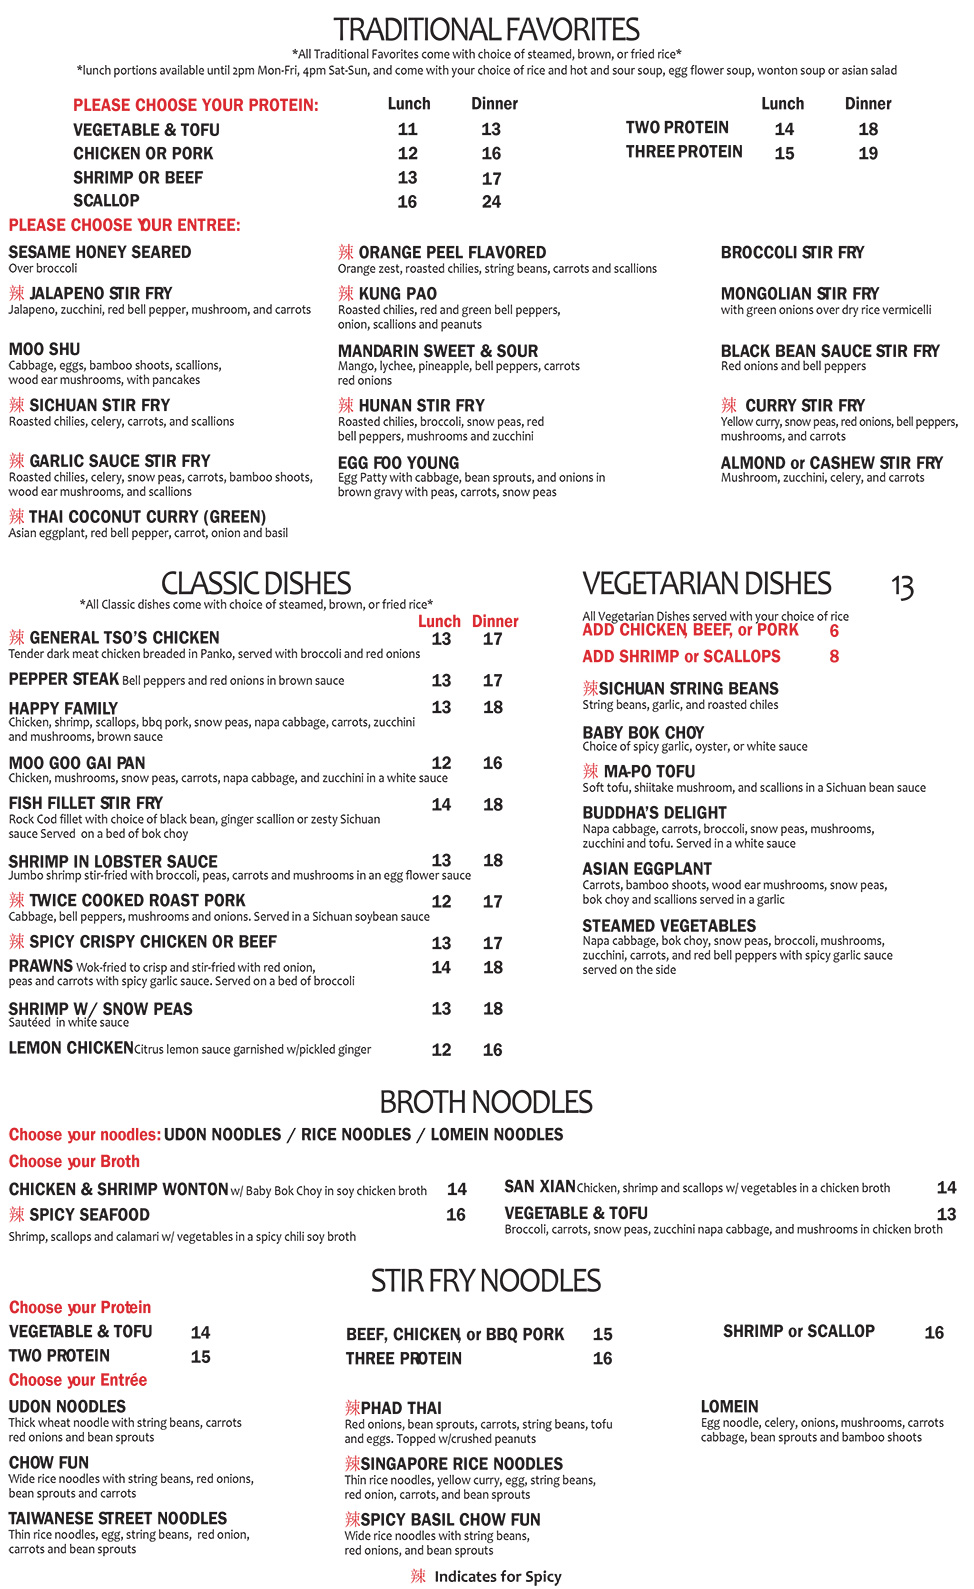 TRADITIONAL FAVORITES
*All Traditional Favorites come with choice of steamed, brown, or fried rice*
*lunch portions available until 2pm Mon-Fri, 4pm Sat-Sun, and come with your choice of rice and hot and sour soup, egg flower soup, wonton soup or asian salad
PLEASE CHOOSE YOUR PROTEIN: Lunch Dinner
VEGETABLE & TOFU 11 13
CHICKEN OR PORK 12 16
SHRIMP OR BEEF 13 17
SCALLOP 16 24
Lunch Dinner
TWO PROTEIN 14 18
THREE PROTEIN 15 19
PLEASE CHOOSE YOUR ENTREE:
SESAME HONEY SEARED
Over broccoli
辣 JALAPENO STIR FRY
Jalapeno, zucchini, red bell pepper, mushroom, and carrots
MOO SHU
Cabbage, eggs, bamboo shoots, scallions,
wood ear mushrooms, with pancakes
辣 SICHUAN STIR FRY
Roasted chilies, celery, carrots, and scallions
辣 GARLIC SAUCE STIR FRY
Roasted chilies, celery, snow peas, carrots, bamboo shoots,
wood ear mushrooms, and scallions
辣 THAI COCONUT CURRY (GREEN)
Asian eggplant, red bell pepper, carrot, onion and basil
辣 ORANGE PEEL FLAVORED
Orange zest, roasted chilies, string beans, carrots and scallions
辣 KUNG PAO
Roasted chilies, red and green bell peppers,
onion, scallions and peanuts
MANDARIN SWEET & SOUR
Mango, lychee, pineapple, bell peppers, carrots
red onions
辣 HUNAN STIR FRY
Roasted chilies, broccoli, snow peas, red
bell peppers, mushrooms and zucchini
EGG FOO YOUNG
Egg Patty with cabbage, bean sprouts, and onions in
brown gravy with peas, carrots, snow peas
BROCCOLI STIR FRY
MONGOLIAN STIR FRY
with green onions over dry rice vermicelli
BLACK BEAN SAUCE STIR FRY
Red onions and bell peppers
辣 CURRY STIR FRY
Yellow curry, snow peas, red onions, bell peppers,
mushrooms, and carrots
ALMOND or CASHEW STIR FRY
Mushroom, zucchini, celery, and carrots
CLASSIC DISHES
*All Classic dishes come with choice of steamed, brown, or fried rice*
Lunch Dinner
辣 GENERAL TSO'S CHICKEN 13 17
Tender dark meat chicken breaded in Panko, served with broccoli and red onions
PEPPER STEAK Bell peppers and red onions in brown sauce 13 17
HAPPY FAMILY 13 18
Chicken, shrimp, scallops, bbq pork, snow peas, napa cabbage, carrots, zucchini
and mushrooms, brown sauce
MOO GOO GAI PAN 12 16
Chicken, mushrooms, snow peas, carrots, napa cabbage, and zucchini in a white sauce
FISH FILLET STIR FRY 14 18
Rock Cod fillet with choice of black bean, ginger scallion or zesty Sichuan
sauce Served on a bed of bok choy
SHRIMP IN LOBSTER SAUCE 13 18
Jumbo shrimp stir-fried with broccoli, peas, carrots and mushrooms in an egg flower sauce
辣 TWICE COOKED ROAST PORK 12 17
Cabbage, bell peppers, mushrooms and onions. Served in a Sichuan soybean sauce
辣 SPICY CRISPY CHICKEN OR BEEF 13 17
PRAWNS Wok-fried to crisp and stir-fried with red onion, 14 18
peas and carrots with spicy garlic sauce. Served on a bed of broccoli
SHRIMP W/ SNOW PEAS 13 18
Sautéed in white sauce
LEMON CHICKEN Citrus lemon sauce garnished w/pickled ginger 12 16
VEGETARIAN DISHES 13
All Vegetarian Dishes served with your choice of rice
ADD CHICKEN, BEEF, or PORK 6
ADD SHRIMP or SCALLOPS 8
辣SICHUAN STRING BEANS
String beans, garlic, and roasted chiles
BABY BOK CHOY
Choice of spicy garlic, oyster, or white sauce
辣 MA-PO TOFU
Soft tofu, shiitake mushroom, and scallions in a Sichuan bean sauce
BUDDHA'S DELIGHT
Napa cabbage, carrots, broccoli, snow peas, mushrooms,
zucchini and tofu. Served in a white sauce
ASIAN EGGPLANT
Carrots, bamboo shoots, wood ear mushrooms, snow peas,
bok choy and scallions served in a garlic
STEAMED VEGETABLES
Napa cabbage, bok choy, snow peas, broccoli, mushrooms,
zucchini, carrots, and red bell peppers with spicy garlic sauce
served on the side
BROTH NOODLES
Choose your noodles: UDON NOODLES / RICE NOODLES / LOMEIN NOODLES
Choose your Broth
CHICKEN & SHRIMP WONTON w/ Baby Bok Choy in soy chicken broth 14
辣 SPICY SEAFOOD 16
Shrimp, scallops and calamari w/ vegetables in a spicy chili soy broth
SAN XIAN Chicken, shrimp and scallops w/ vegetables in a chicken broth 14
VEGETABLE & TOFU 13
Broccoli, carrots, snow peas, zucchini napa cabbage, and mushrooms in chicken broth
STIR FRY NOODLES
Choose your Protein
VEGETABLE & TOFU 14
TWO PROTEIN 15
BEEF, CHICKEN, or BBQ PORK 15
THREE PROTEIN 16
SHRIMP or SCALLOP 16
Choose your Entrée
UDON NOODLES
Thick wheat noodle with string beans, carrots
red onions and bean sprouts
CHOW FUN
Wide rice noodles with string beans, red onions,
bean sprouts and carrots
TAIWANESE STREET NOODLES
Thin rice noodles, egg, string beans, red onion,
carrots and bean sprouts
辣PHAD THAI
Red onions, bean sprouts, carrots, string beans, tofu
and eggs. Topped w/crushed peanuts
辣SINGAPORE RICE NOODLES
Thin rice noodles, yellow curry, egg, string beans,
red onion, carrots, and bean sprouts
辣SPICY BASIL CHOW FUN
Wide rice noodles with string beans,
red onions, and bean sprouts
LOMEIN
Egg noodle, celery, onions, mushrooms, carrots
cabbage, bean sprouts and bamboo shoots
辣 Indicates for Spicy